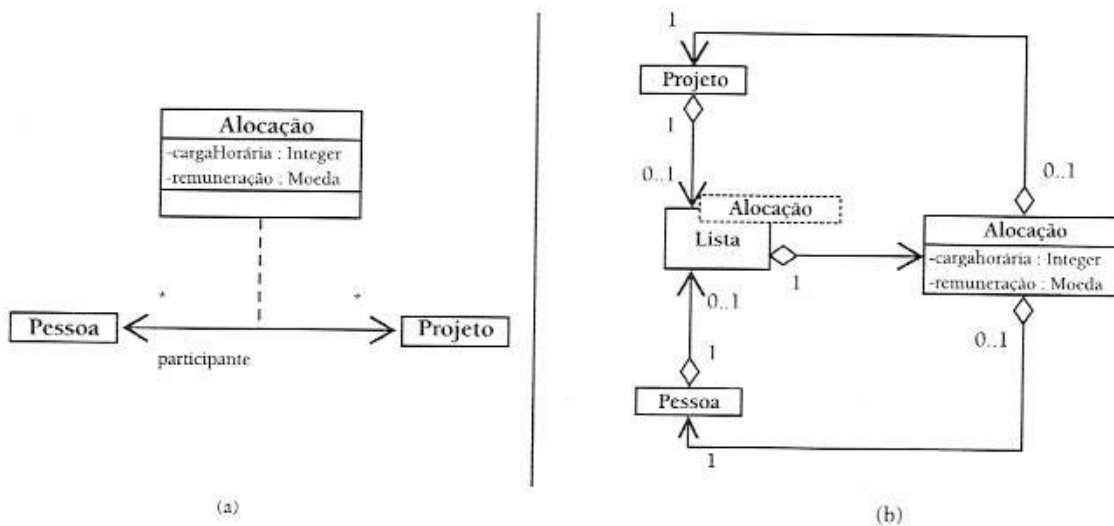 Alocação
-cargaHorária : Integer
-remuneração : Moeda
*
*
Pessoa
Projeto
participante
(a)
1
Projeto
1
0..1
0..1
Alocação
Lista
Alocação
-cargahorária : Integer
-remuneração : Moeda
1
0..1
0..1
1
Pessoa
1
(b)